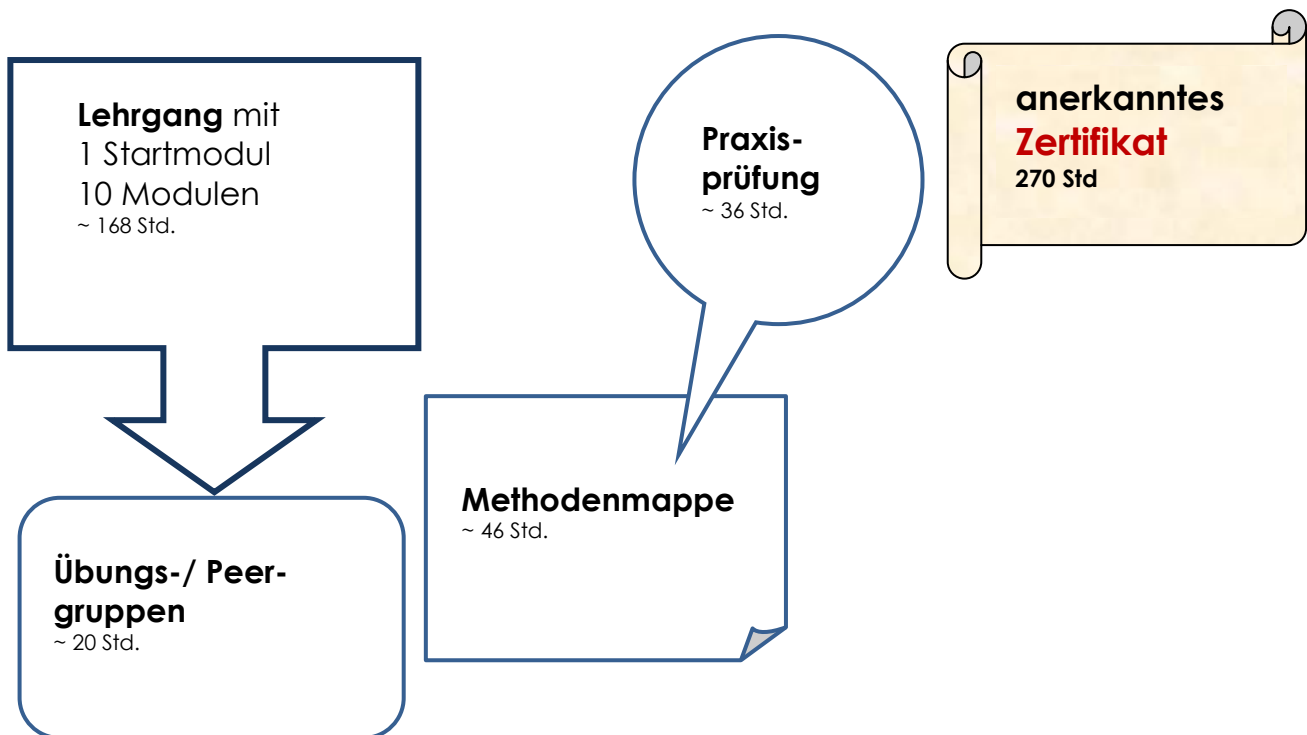 Lehrgang mit
1 Startmodul
10 Modulen
~ 168 Std.
Übungs-/ Peer-
gruppen
~ 20 Std.
Methodenmappe
~ 46 Std.
Praxis-
prüfung
~ 36 Std.
anerkanntes
Zertifikat
270 Std